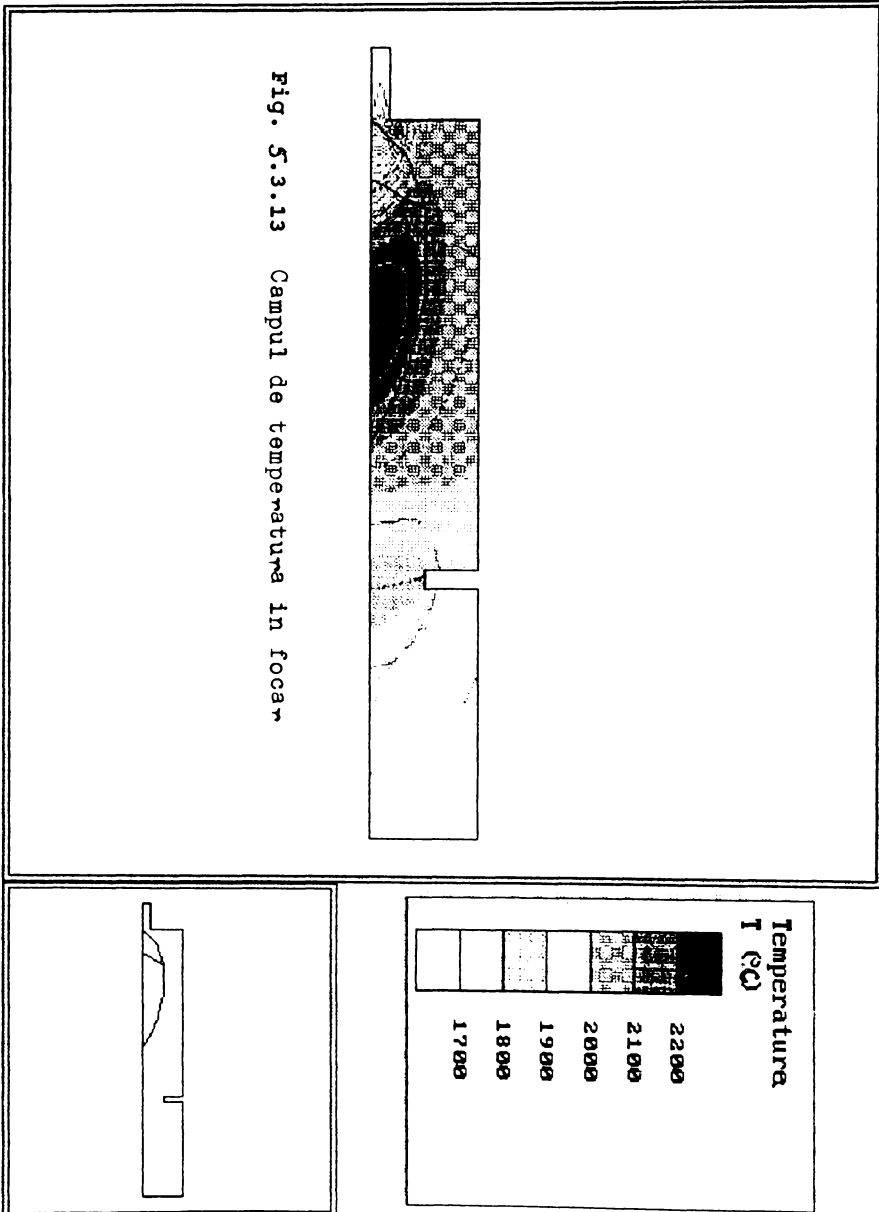 Temperatura
T (°C)
2200
2100
2000
1900
1800
1700
Fig. 5.3.13 Campul de temperatura in focar